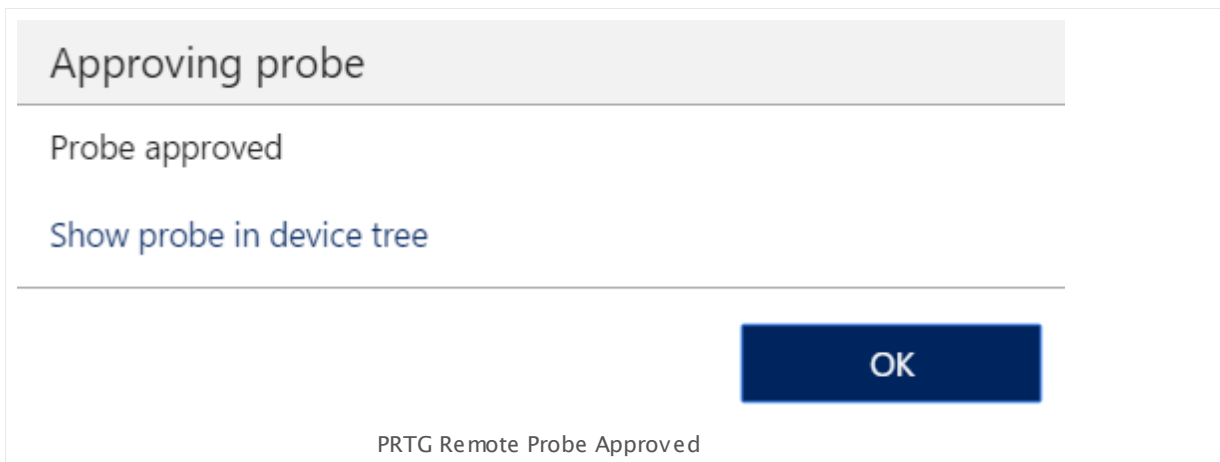 Approving probe
Probe approved
Show probe in device tree
OK
PRTG Remote Probe Approved